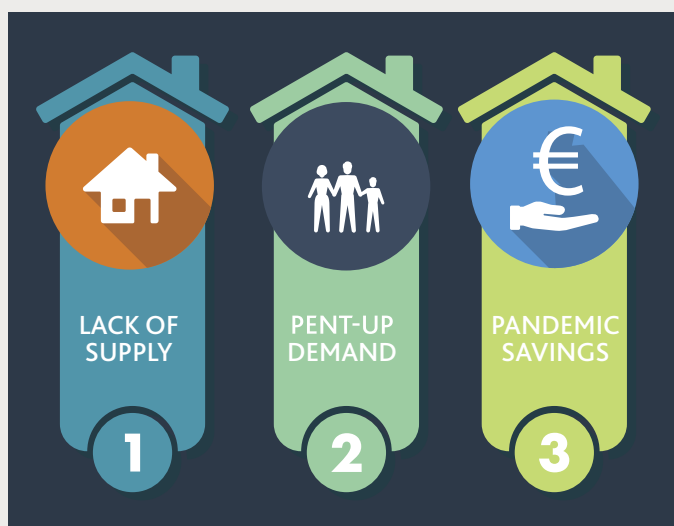 LACK OF
SUPPLY
1
PENT-UP
DEMAND
2
€
PANDEMIC
SAVINGS
3